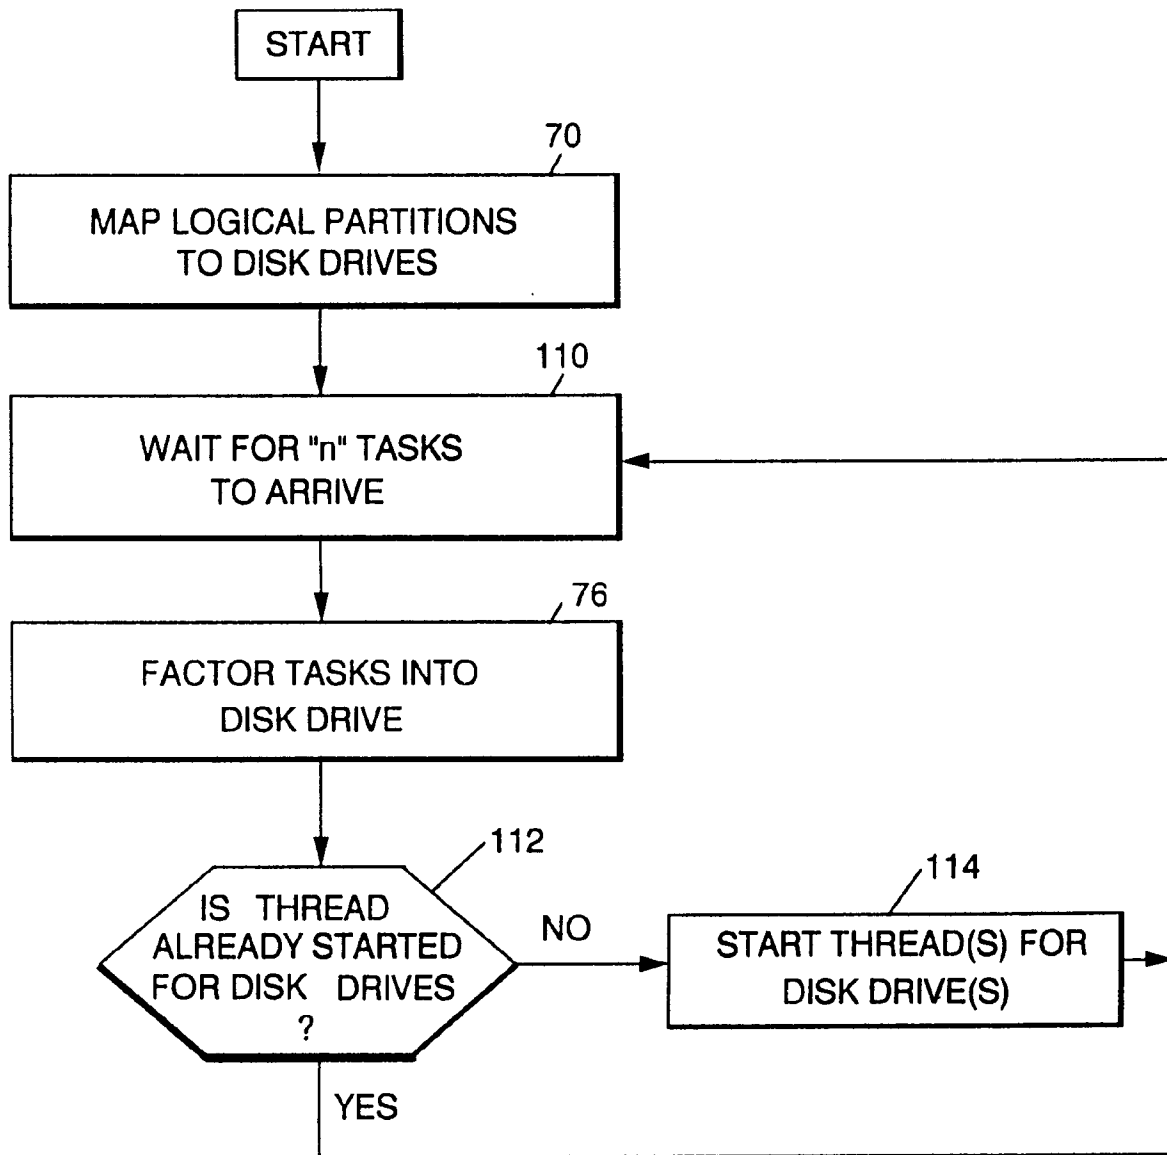 START
70
MAP LOGICAL PARTITIONS
TO DISK DRIVES
110
WAIT FOR "n" TASKS
TO ARRIVE
76
FACTOR TASKS INTO
DISK DRIVE
112
IS THREAD
ALREADY STARTED
FOR DISK DRIVES
?
NO
114
START THREAD(S) FOR
DISK DRIVE(S)
YES